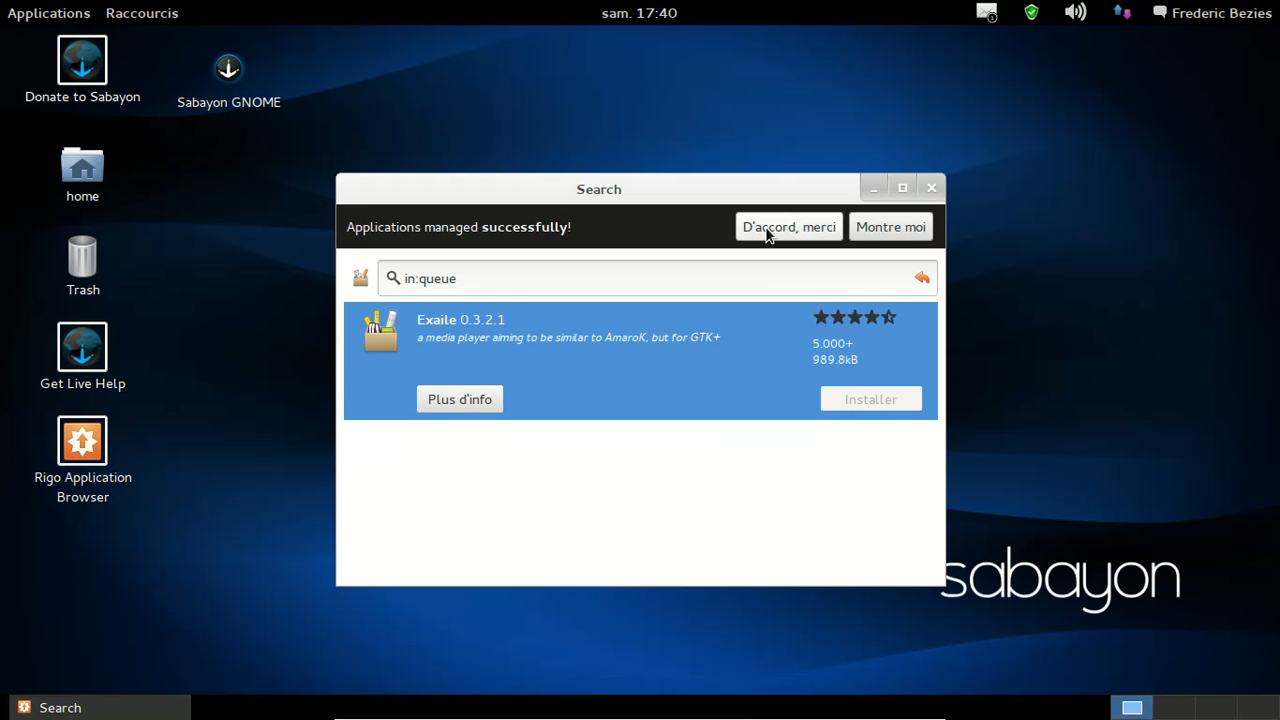 Applications Raccourcis sam. 17:40 1 Frederic Bezies
Donate to Sabayon
Sabayon GNOME
home
Trash
Get Live Help
Rigo Application
Browser
Search
Applications managed successfully! D'accord, merci Montre moi
in:queue
Exaile 0.3.2.1
a media player aiming to be similar to AmaroK, but for GTK+
5.000+
989.8kB
Plus d'info Installer
sabayon
Search